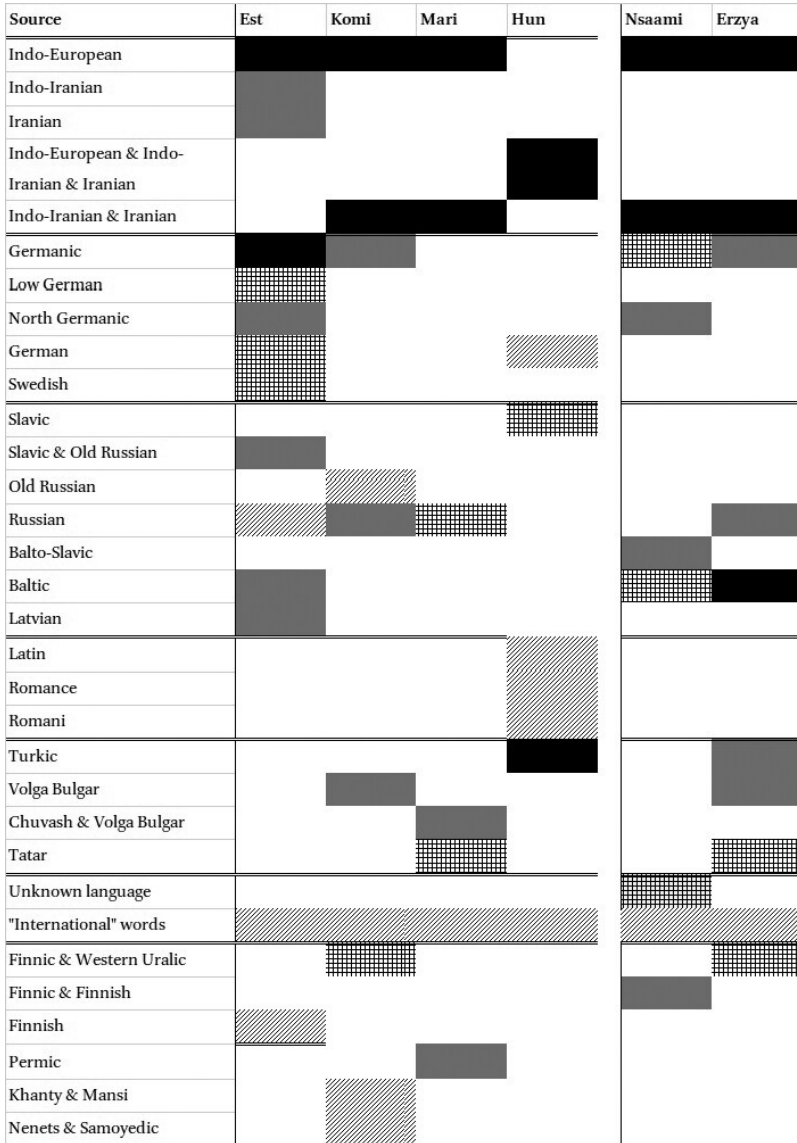 Source Est Komi Mari Hun Nsaami Erzya
Indo-European
Indo-Iranian
Iranian
Indo-European & Indo-
Iranian & Iranian
Indo-Iranian & Iranian
Germanic
Low German
North Germanic
German
Swedish
Slavic
Slavic & Old Russian
Old Russian
Russian
Balto-Slavic
Baltic
Latvian
Latin
Romance
Romani
Turkic
Volga Bulgar
Chuvash & Volga Bulgar
Tatar
Unknown language
"International" words
Finnic & Western Uralic
Finnic & Finnish
Finnish
Permic
Khanty & Mansi
Nenets & Samoyedic